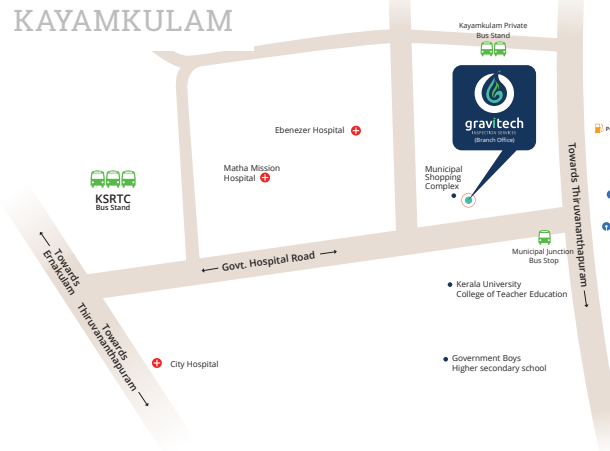 KAYAMKULAM
Kayamkulam Private
Bus Stand
gravitech
INSPECTION SERVICES
(Branch Office)
Ebenezer Hospital
Matha Mission
Hospital
Municipal
Shopping
Complex
KSRTC
Bus Stand
Towards Thiruvananthapuram
Municipal Junction
Bus Stop
Govt. Hospital Road
Towards
Ernakulam
Kerala University
College of Teacher Education
Towards
Thiruvananthapuram
City Hospital
Government Boys
Higher secondary school